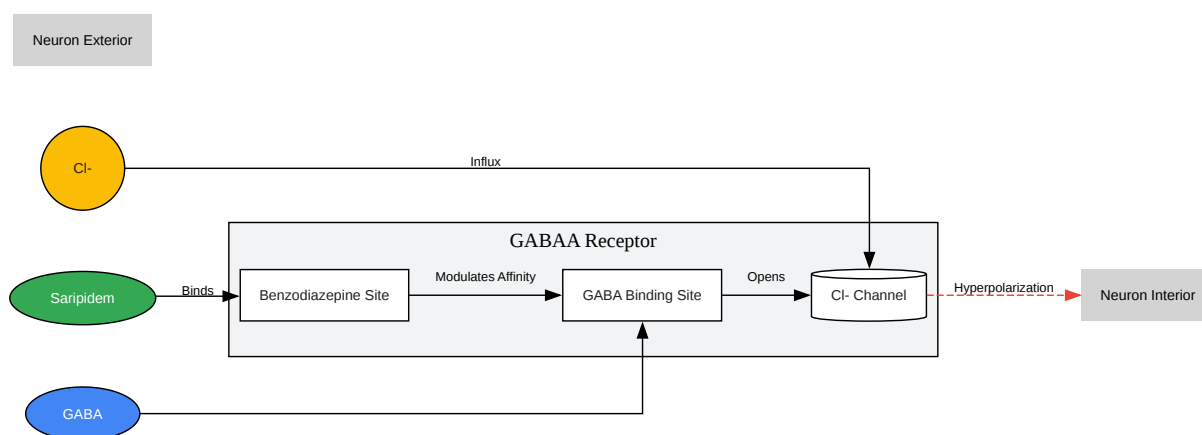 Neuron Exterior
Cl-
Influx
GABAA Receptor
Saripidem
Binds
Benzodiazepine Site
Modulates Affinity
GABA Binding Site
Opens
Cl- Channel
Hyperpolarization
Neuron Interior
GABA